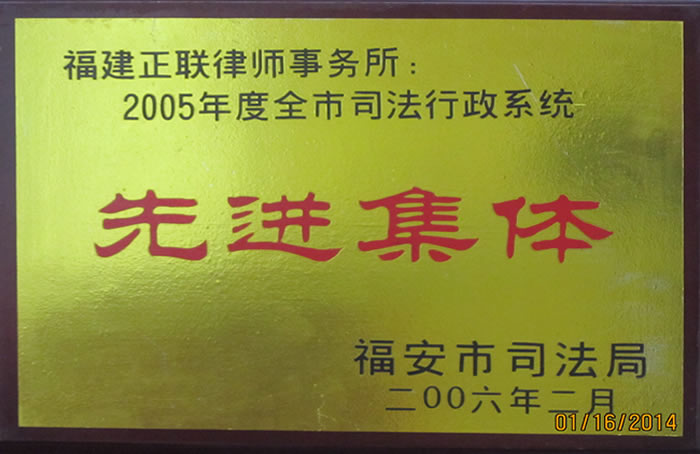 福建正联律师事务所：
2005年度全市司法行政系统
先进集体
福安市司法局
二00六年二月
01/16/2014